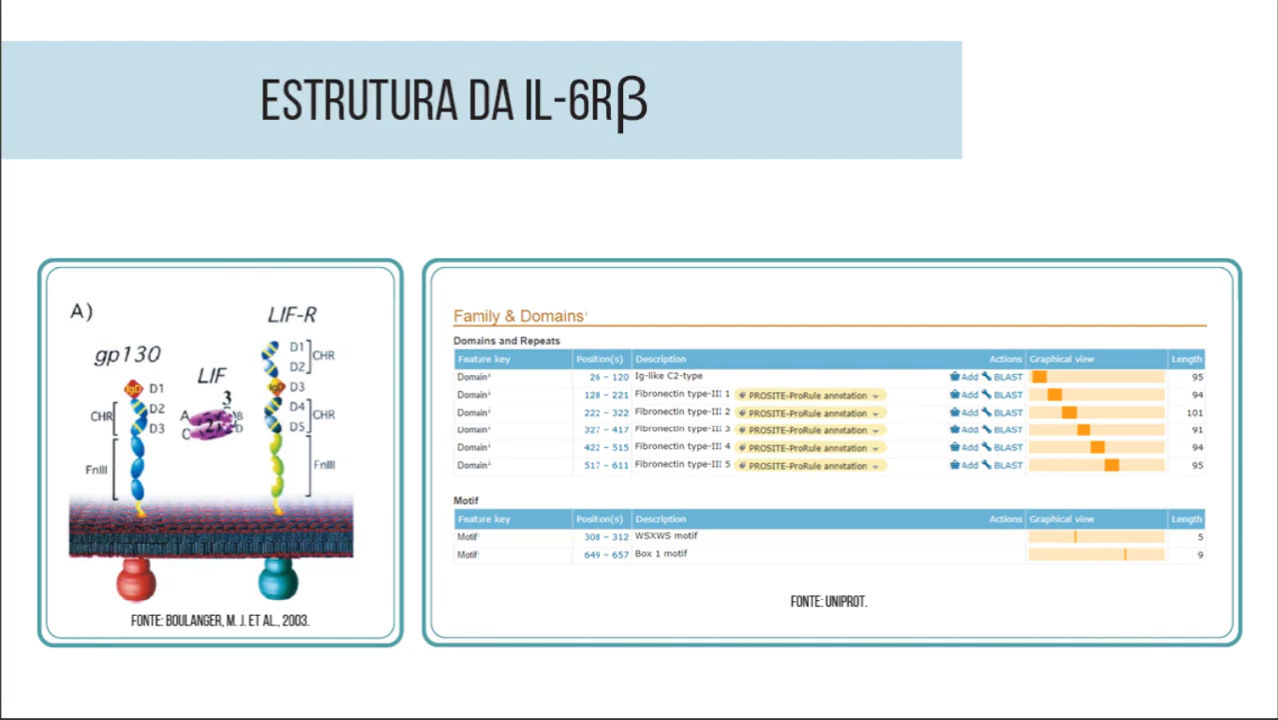 ESTRUTURA DA IL-6Rβ
A)
LIF-R
gp130
D1
D2
CHR
LIF
D1
D3
3
D2
D4
CHR
A
B
CHR
D3
D5
C
2
D
FnIII
FnIII
FONTE: BOULANGER, M. J. ET AL., 2003.
Family & Domains
Domains and Repeats
Feature key Position(s) Description Actions Graphical view Length
Domain 26 – 120 Ig-like C2-type Add BLAST 95
Domain 128 – 221 Fibronectin type-III 1 PROSITE-ProRule annotation Add BLAST 94
Domain 222 – 322 Fibronectin type-III 2 PROSITE-ProRule annotation Add BLAST 101
Domain 327 – 417 Fibronectin type-III 3 PROSITE-ProRule annotation Add BLAST 91
Domain 422 – 515 Fibronectin type-III 4 PROSITE-ProRule annotation Add BLAST 94
Domain 517 – 611 Fibronectin type-III 5 PROSITE-ProRule annotation Add BLAST 95
Motif
Feature key Position(s) Description Actions Graphical view Length
Motif 308 – 312 WSXWS motif 5
Motif 649 – 657 Box 1 motif 9
FONTE: UNIPROT.